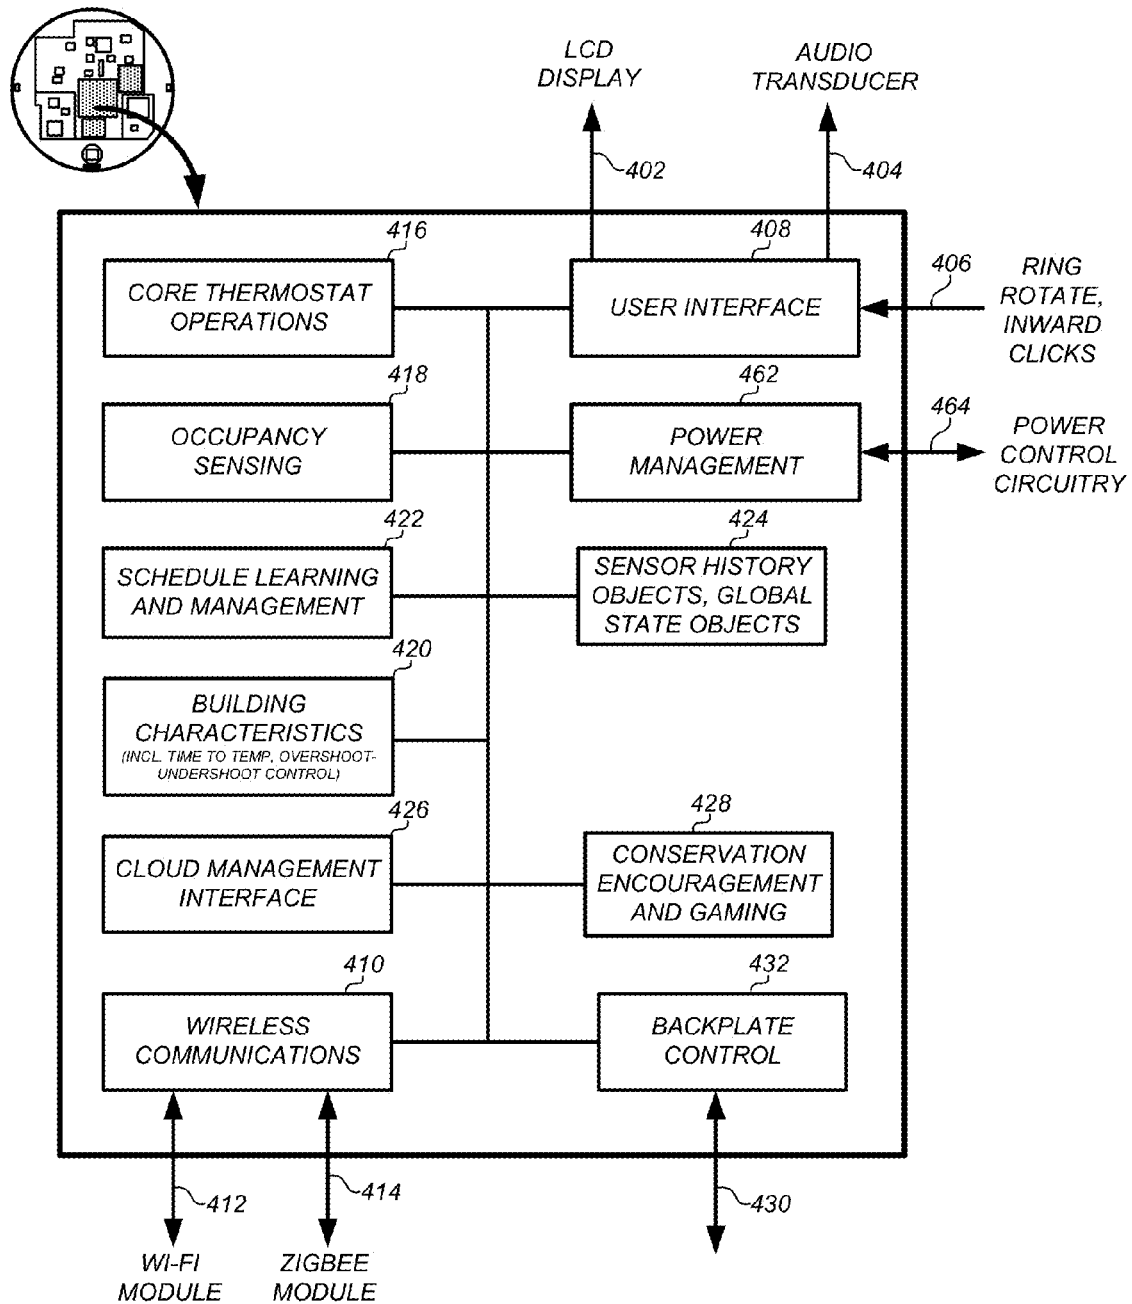 LCD
DISPLAY
AUDIO
TRANSDUCER
402
404
416
CORE THERMOSTAT
OPERATIONS
408
USER INTERFACE
406
RING
ROTATE,
INWARD
CLICKS
418
OCCUPANCY
SENSING
462
POWER
MANAGEMENT
464
POWER
CONTROL
CIRCUITRY
422
SCHEDULE LEARNING
AND MANAGEMENT
424
SENSOR HISTORY
OBJECTS, GLOBAL
STATE OBJECTS
420
BUILDING
CHARACTERISTICS
(INCL. TIME TO TEMP, OVERSHOOT-
UNDERSHOOT CONTROL)
426
CLOUD MANAGEMENT
INTERFACE
428
CONSERVATION
ENCOURAGEMENT
AND GAMING
410
WIRELESS
COMMUNICATIONS
432
BACKPLATE
CONTROL
412
414
430
WI-FI
MODULE
ZIGBEE
MODULE